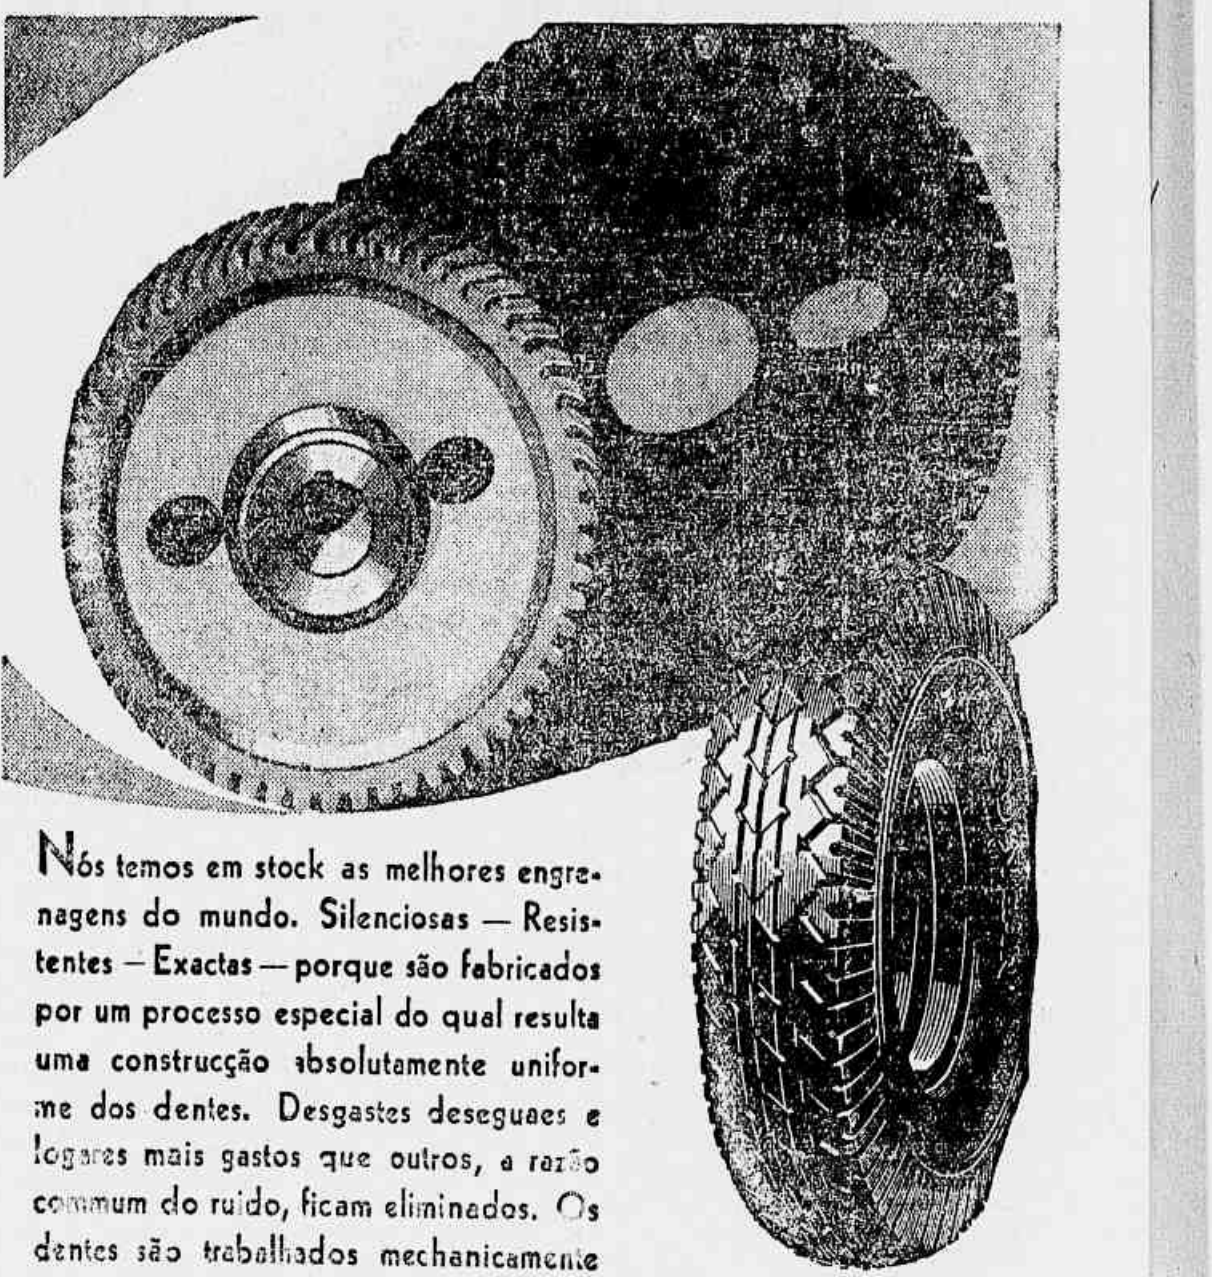 Nós temos em stock as melhores engre-
nagens do mundo. Silenciosas — Resis-
tentes — Exactas — porque são fabricados
por um processo especial do qual resulta
uma construcção absolutamente unifor-
me dos dentes. Desgastes deseguaes e
logares mais gastos que outros, a razão
commum do ruido, ficam eliminados. Os
dentes são trabalhados mechanicamente